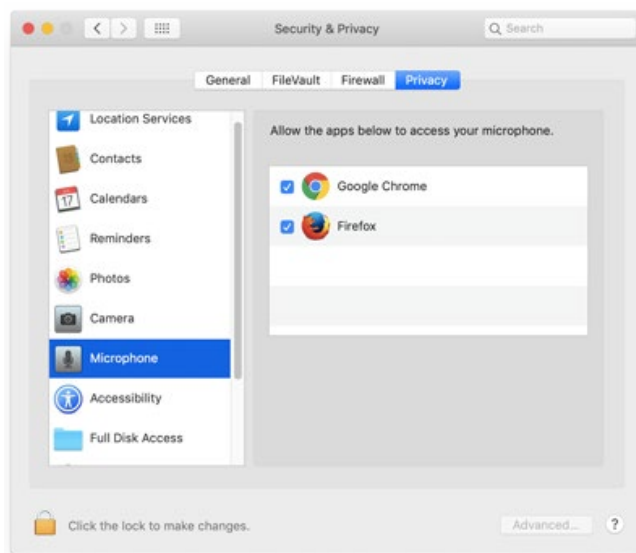 Security & Privacy
Search
General FileVault Firewall Privacy
Location Services
Contacts
17
Calendars
Reminders
Photos
Camera
Microphone
Accessibility
Full Disk Access
Allow the apps below to access your microphone.
Google Chrome
Firefox
Click the lock to make changes.
Advanced...
?